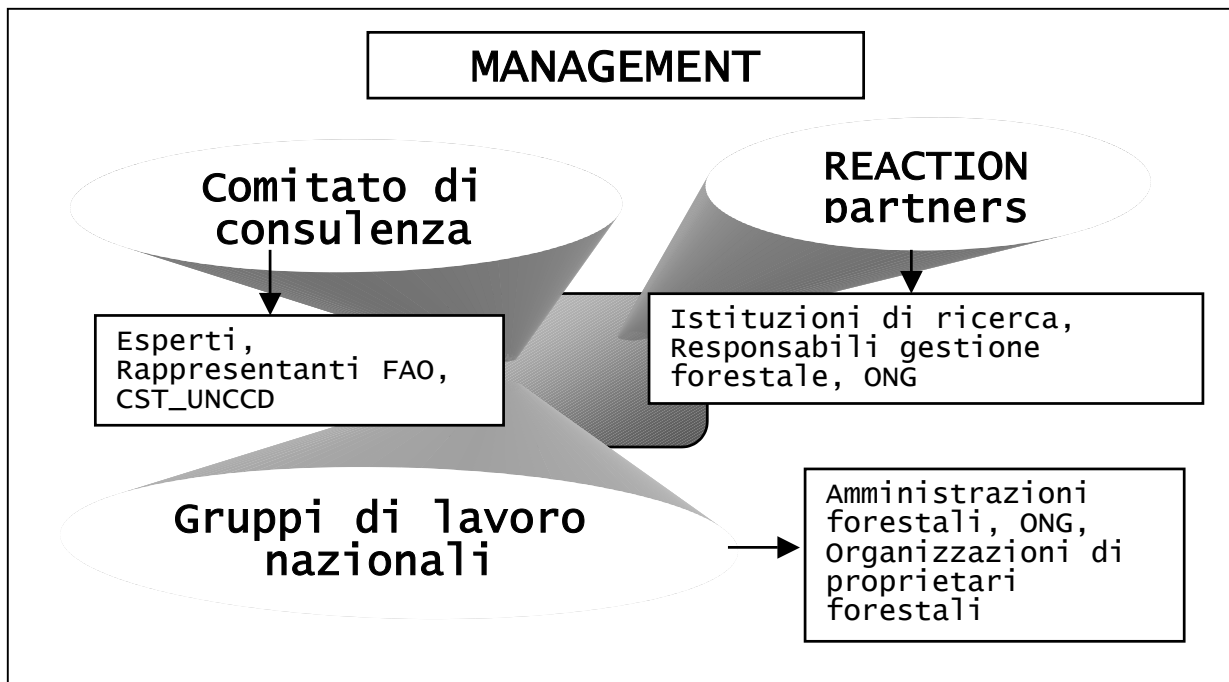 MANAGEMENT
Comitato di
consulenza
REACTION
partners
Esperti,
Rappresentanti FAO,
CST_UNCCD
Istituzioni di ricerca,
Responsabili gestione
forestale, ONG
Gruppi di lavoro
nazionali
Amministrazioni
forestali, ONG,
Organizzazioni di
proprietari
forestali